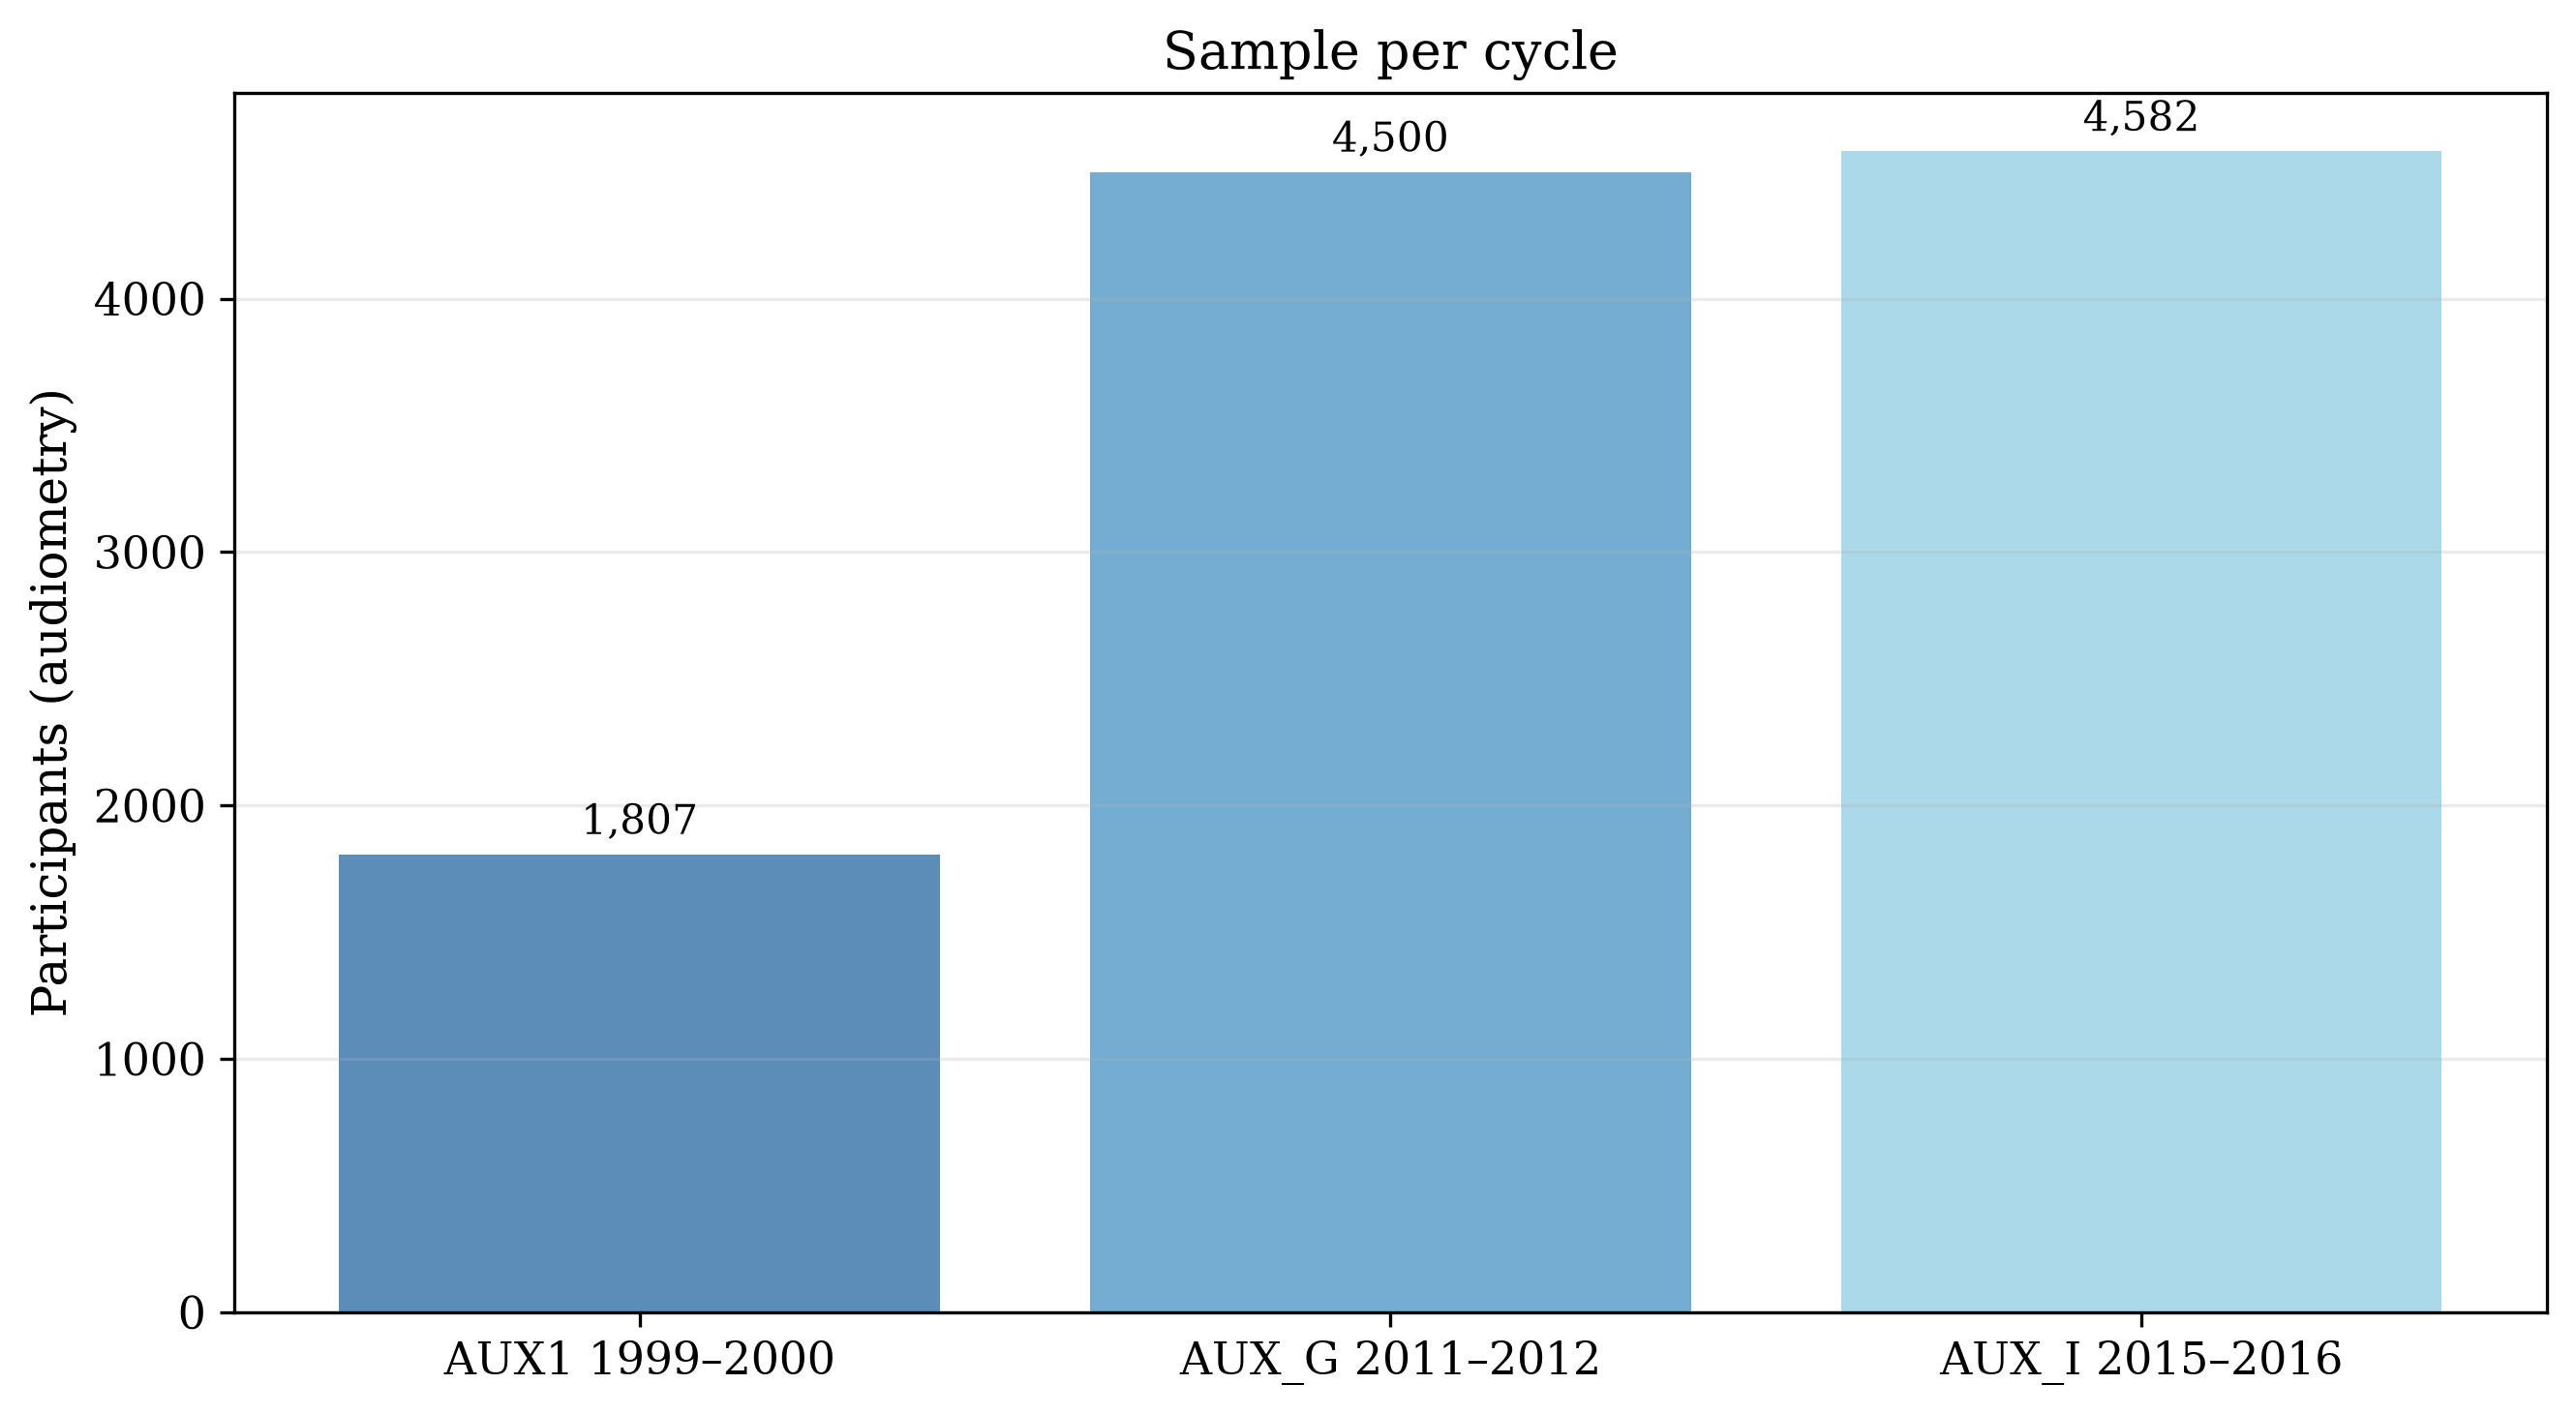 Sample per cycle
Participants (audiometry)
4000
3000
2000
1000
0
1,807
4,500
4,582
AUX1 1999–2000
AUX_G 2011–2012
AUX_I 2015–2016